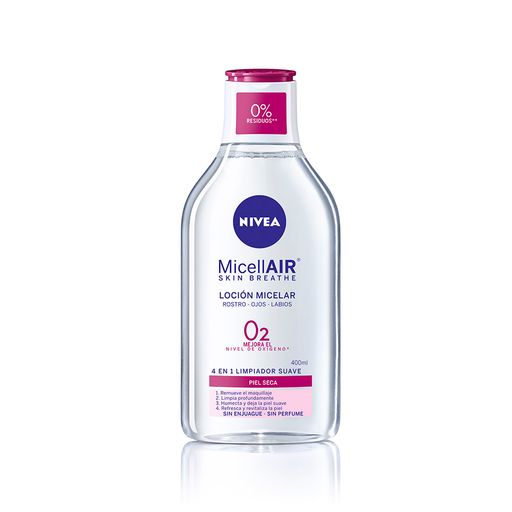 0%
RESIDUOS**
NIVEA
MicellAIR®
SKIN BREATHE
LOCIÓN MICELAR
ROSTRO - OJOS - LABIOS
O2
MEJORA EL
NIVEL DE OXÍGENO*
400ml
4 EN 1 LIMPIADOR SUAVE
PIEL SECA
1. Remueve el maquillaje
2. Limpia profundamente
3. Humecta y deja la piel suave
4. Refresca y revitaliza la piel
SIN ENJUAGUE - SIN PERFUME